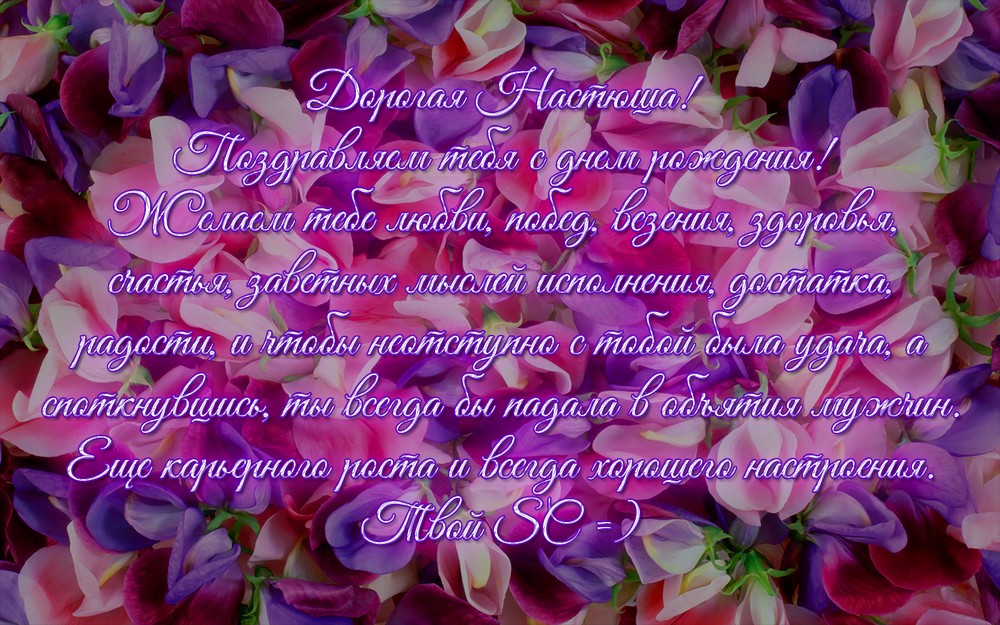 Дорогая Настюша!
Поздравляем тебя с днем рождения!
Желаем тебе любви, побед, везения, здоровья,
счастья, заветных мыслей исполнения, достатка,
радости, и чтобы неотступно с тобой была удача, а
споткнувшись, ты всегда бы падала в объятия мужчин.
Еще карьерного роста и всегда хорошего настроения.
Твой SC =)